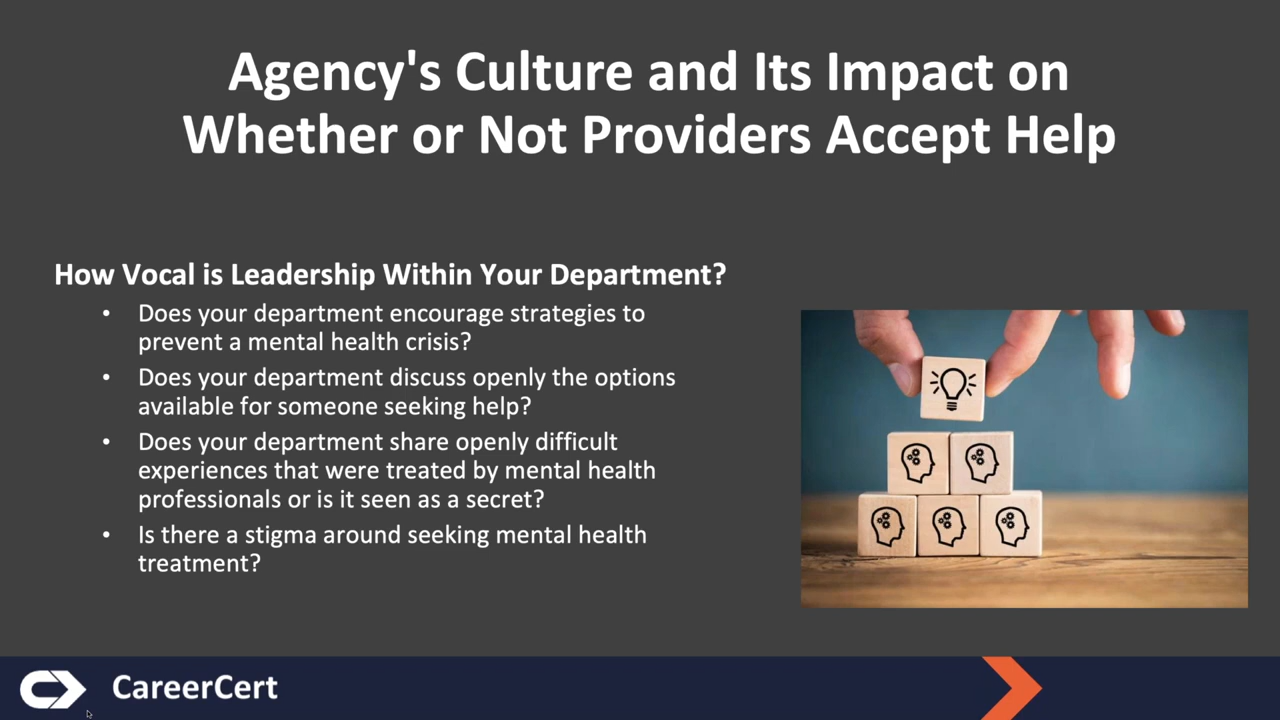 Agency's Culture and Its Impact on
Whether or Not Providers Accept Help
How Vocal is Leadership Within Your Department?
• Does your department encourage strategies to
prevent a mental health crisis?
• Does your department discuss openly the options
available for someone seeking help?
• Does your department share openly difficult
experiences that were treated by mental health
professionals or is it seen as a secret?
• Is there a stigma around seeking mental health
treatment?
CareerCert